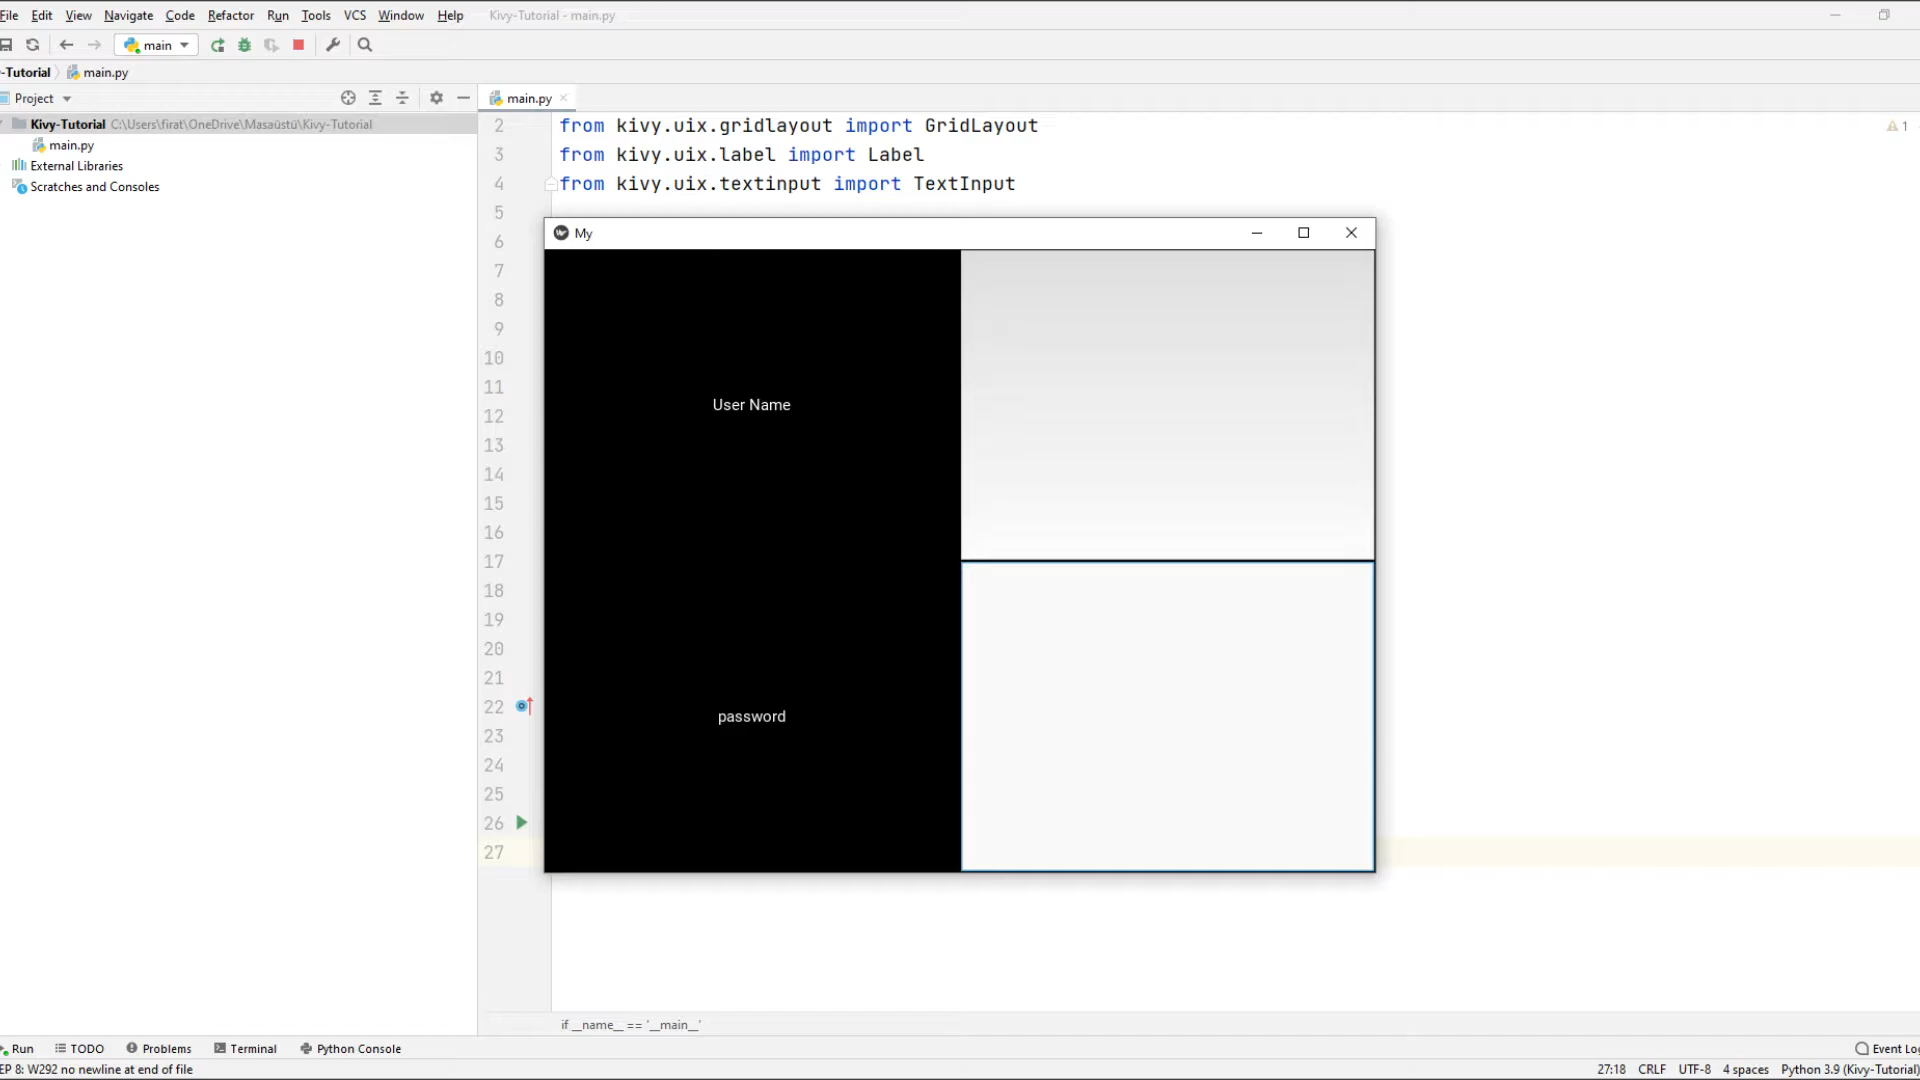 File Edit View Navigate Code Refactor Run Tools VCS Window Help Kivy-Tutorial - main.py
main
-Tutorial main.py
Project
main.py
Kivy-Tutorial C:\Users\firat\OneDrive\Masaüstü\Kivy-Tutorial
main.py
External Libraries
Scratches and Consoles
2 from kivy.uix.gridlayout import GridLayout
1
3 from kivy.uix.label import Label
4 from kivy.uix.textinput import TextInput
5
6
7
8
9
10
11
12
13
14
15
16
17
18
19
20
21
22
23
24
25
26
27
My
User Name
password
if __name__ == '__main__'
Run TODO Problems Terminal Python Console Event Log
EP 8: W292 no newline at end of file 27:18 CRLF UTF-8 4 spaces Python 3.9 (Kivy-Tutorial)